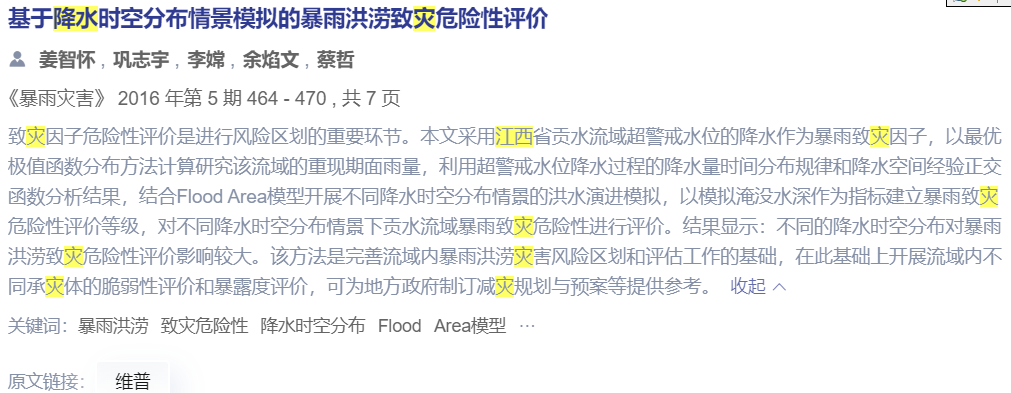 基于降水时空分布情景模拟的暴雨洪涝致灾危险性评价
姜智怀 , 巩志宇 , 李嫦 , 余焰文 , 蔡哲
《暴雨灾害》 2016 年第 5 期 464 - 470 , 共 7 页
致灾因子危险性评价是进行风险区划的重要环节。本文采用江西省贡水流域超警戒水位的降水作为暴雨致灾因子，以最优
极值函数分布方法计算研究该流域的重现期面雨量，利用超警戒水位降水过程的降水量时间分布规律和降水空间经验正交
函数分析结果，结合Flood Area模型开展不同降水时空分布情景的洪水演进模拟，以模拟淹没水深作为指标建立暴雨致灾
危险性评价等级，对不同降水时空分布情景下贡水流域暴雨致灾危险性进行评价。结果显示：不同的降水时空分布对暴雨
洪涝致灾危险性评价影响较大。该方法是完善流域内暴雨洪涝灾害风险区划和评估工作的基础，在此基础上开展流域内不
同承灾体的脆弱性评价和暴露度评价，可为地方政府制订减灾规划与预案等提供参考。 收起
关键词：暴雨洪涝 致灾危险性 降水时空分布 Flood Area模型 …
原文链接： 维普